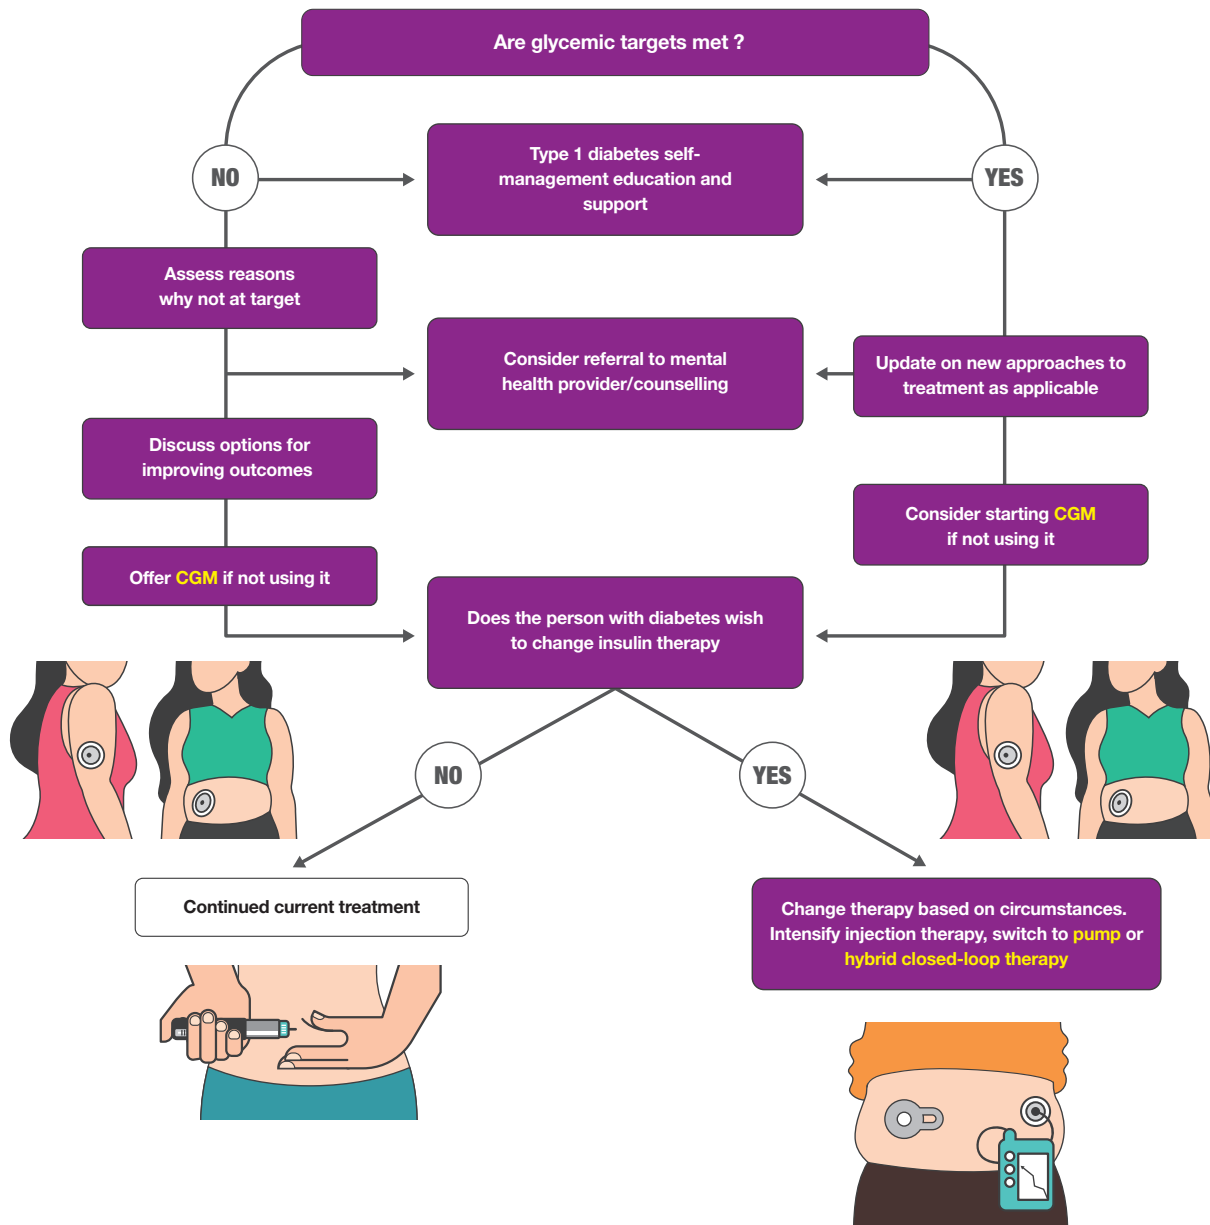 Are glycemic targets met ?
NO
Type 1 diabetes self-
management education and
support
YES
Assess reasons
why not at target
Consider referral to mental
health provider/counselling
Update on new approaches to
treatment as applicable
Discuss options for
improving outcomes
Consider starting CGM
if not using it
Offer CGM if not using it
Does the person with diabetes wish
to change insulin therapy
NO
YES
Continued current treatment
Change therapy based on circumstances.
Intensify injection therapy, switch to pump or
hybrid closed-loop therapy